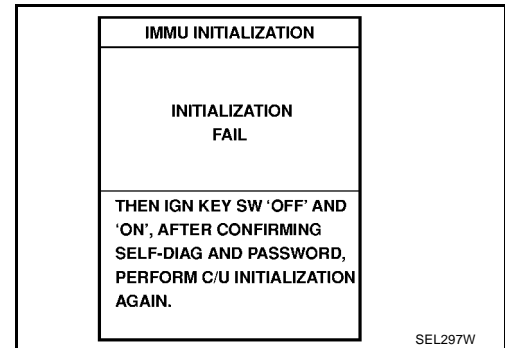 IMMU INITIALIZATION
INITIALIZATION
FAIL
THEN IGN KEY SW 'OFF' AND
'ON', AFTER CONFIRMING
SELF-DIAG AND PASSWORD,
PERFORM C/U INITIALIZATION
AGAIN.
SEL297W